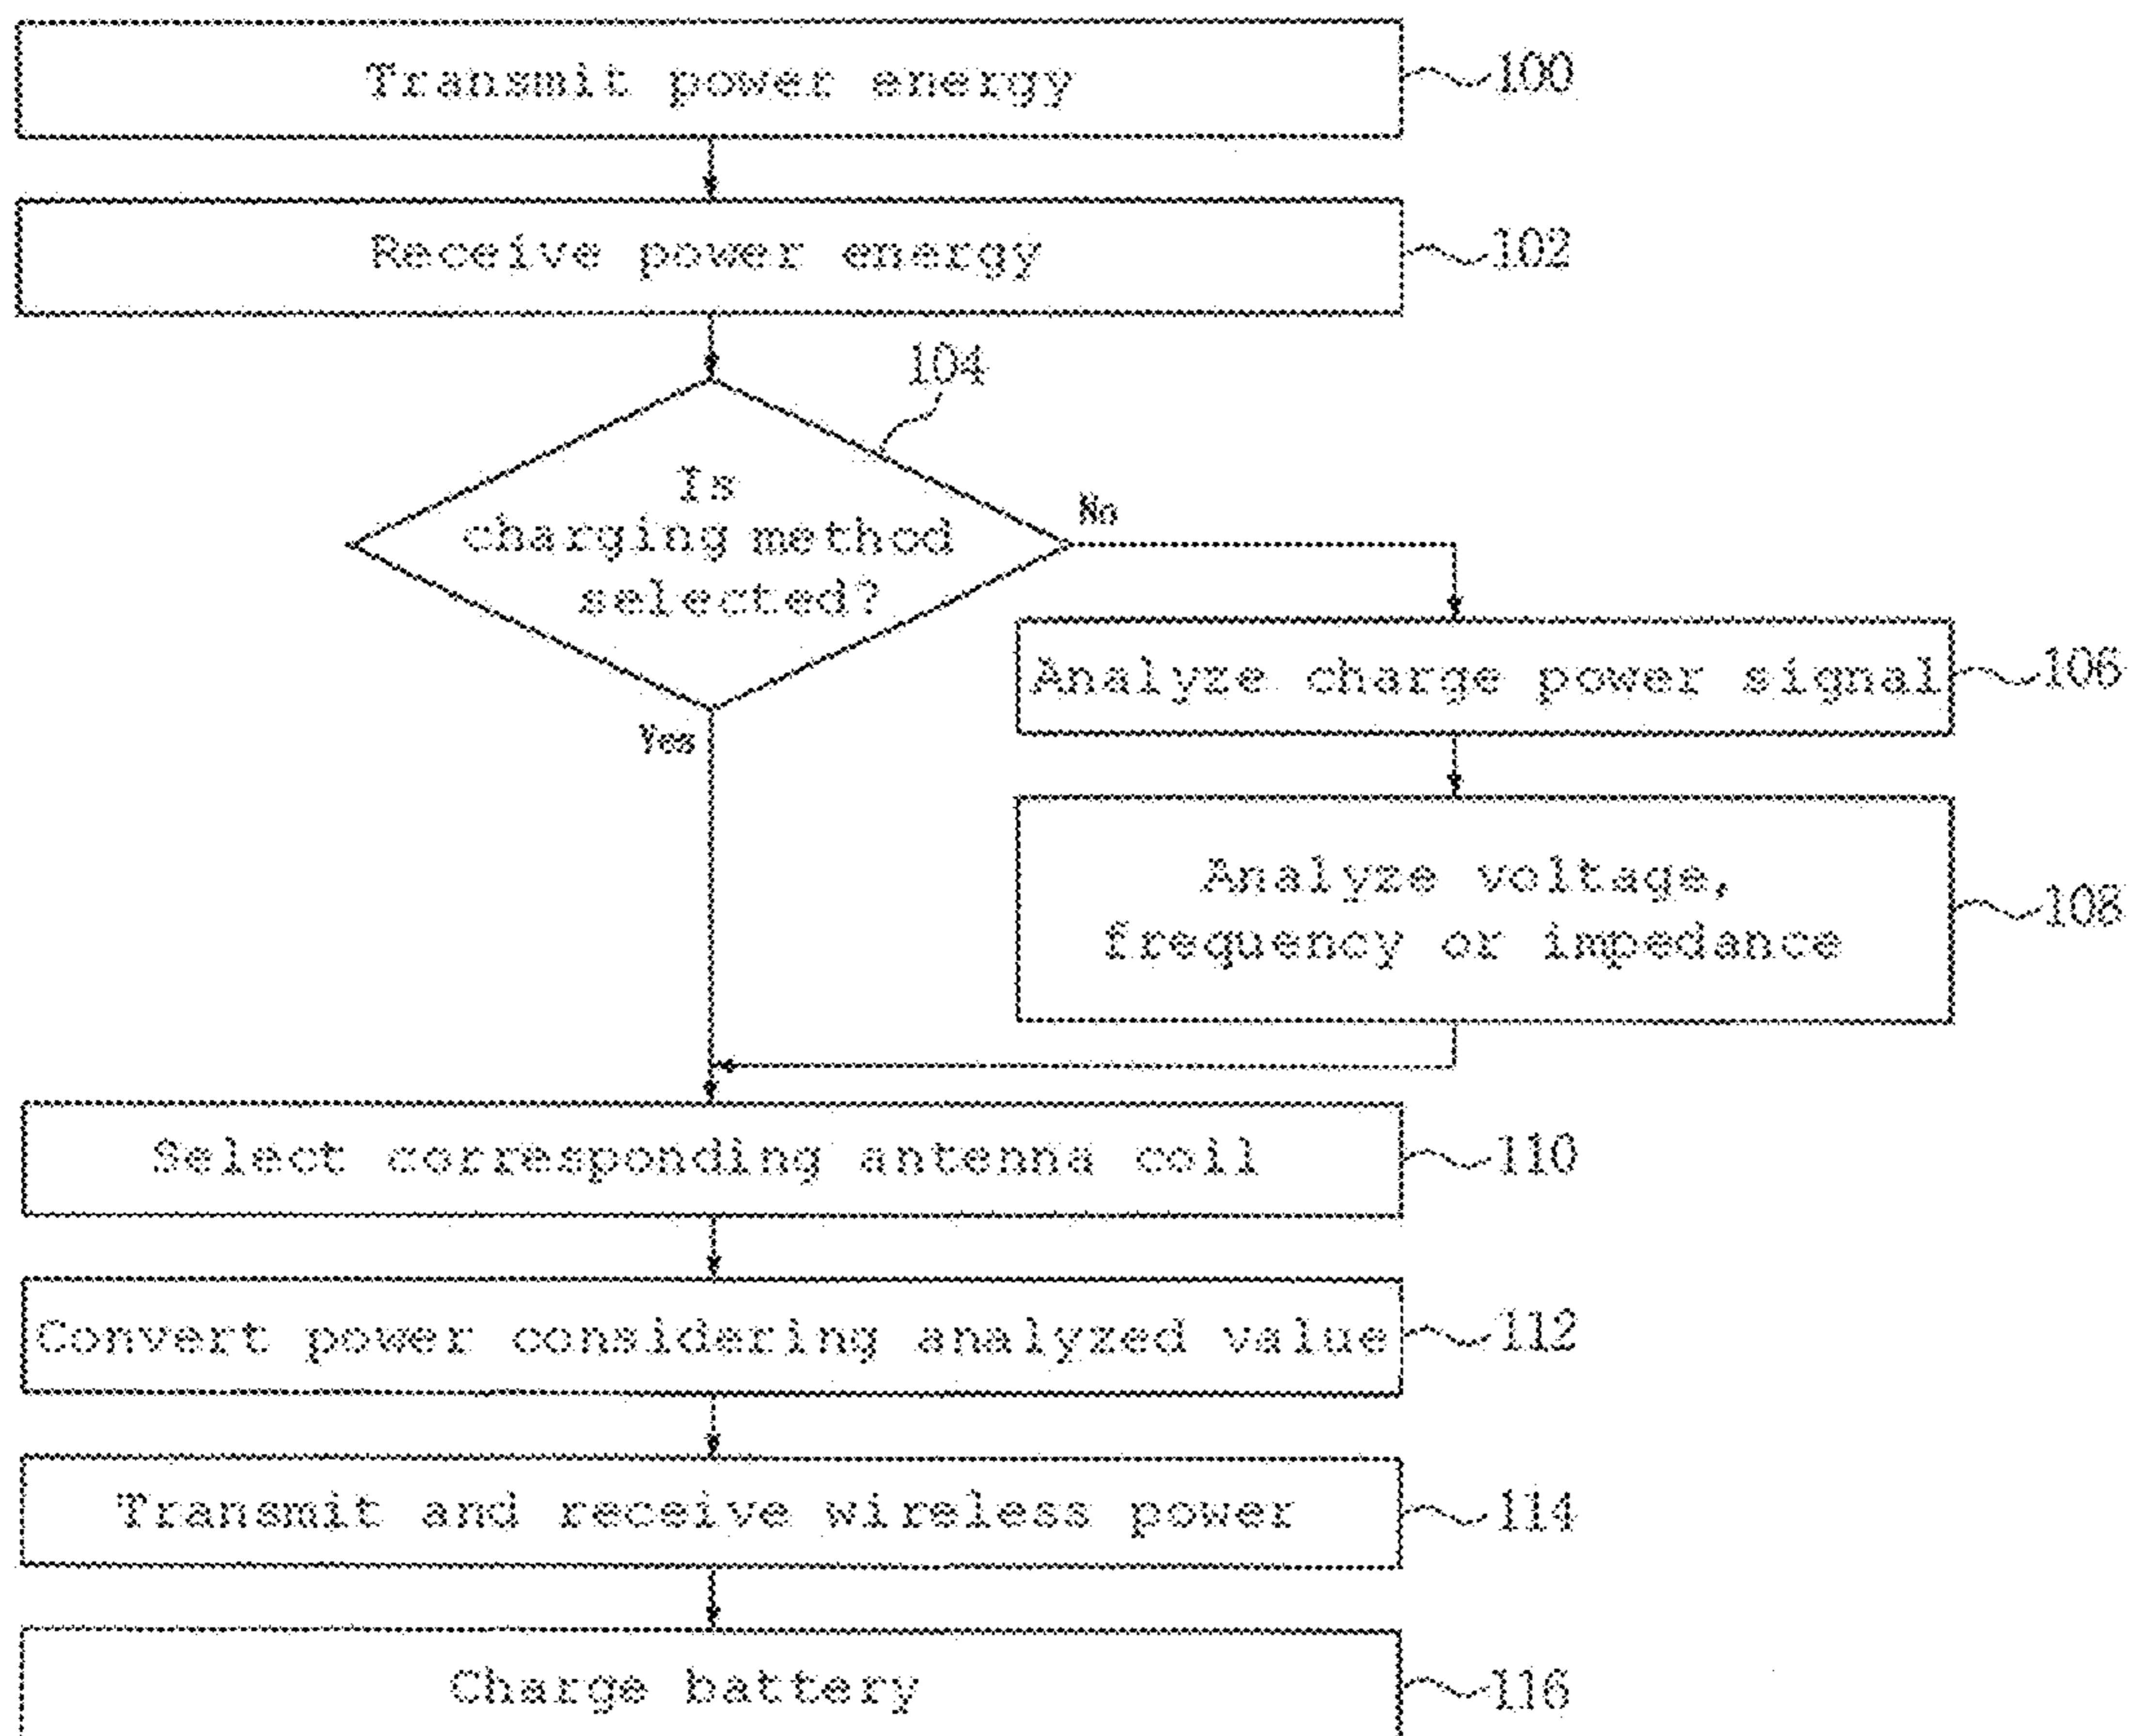 Transmit power energy
100
Receive power energy
102
104
Is
charging method
selected?
No
Yes
Analyze charge power signal
106
Analyze voltage,
frequency or impedance
108
Select corresponding antenna coil
110
Convert power considering analyzed value
112
Transmit and receive wireless power
114
Charge battery
116